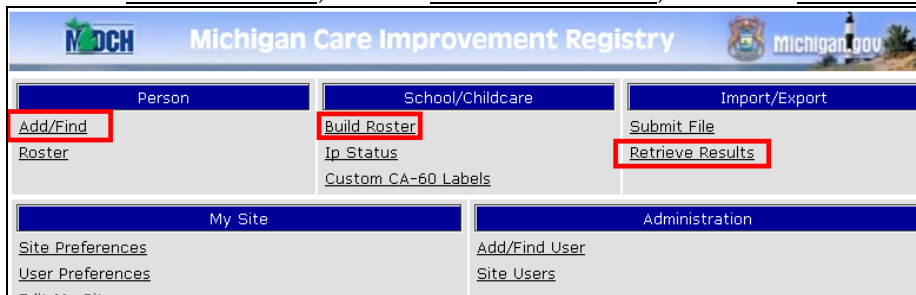 MDCH Michigan Care Improvement Registry Michigan.gov
Person
School/Childcare
Import/Export
Add/Find
Build Roster
Submit File
Roster
Ip Status
Retrieve Results
Custom CA-60 Labels
My Site
Administration
Site Preferences
Add/Find User
User Preferences
Site Users